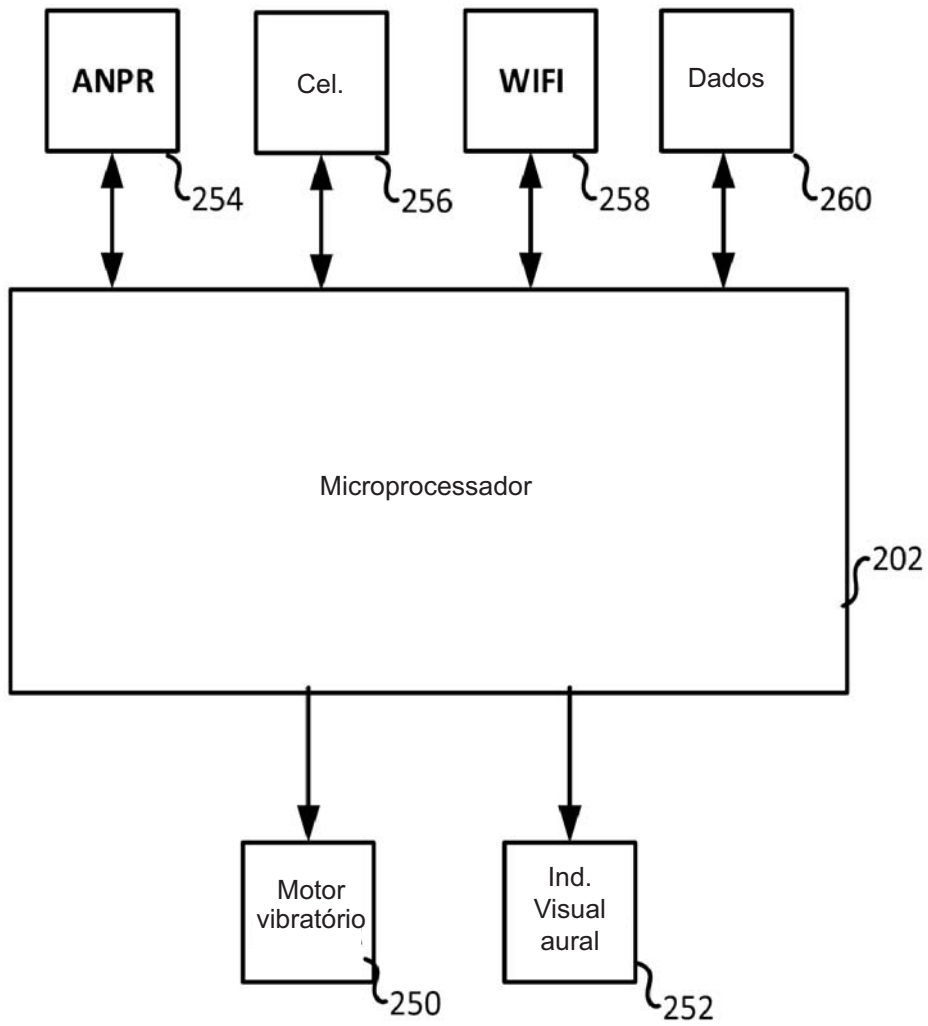 ANPR
Cel.
WIFI
Dados
254
256
258
260
Microprocessador
202
Motor
vibratório
Ind.
Visual
aural
250
252